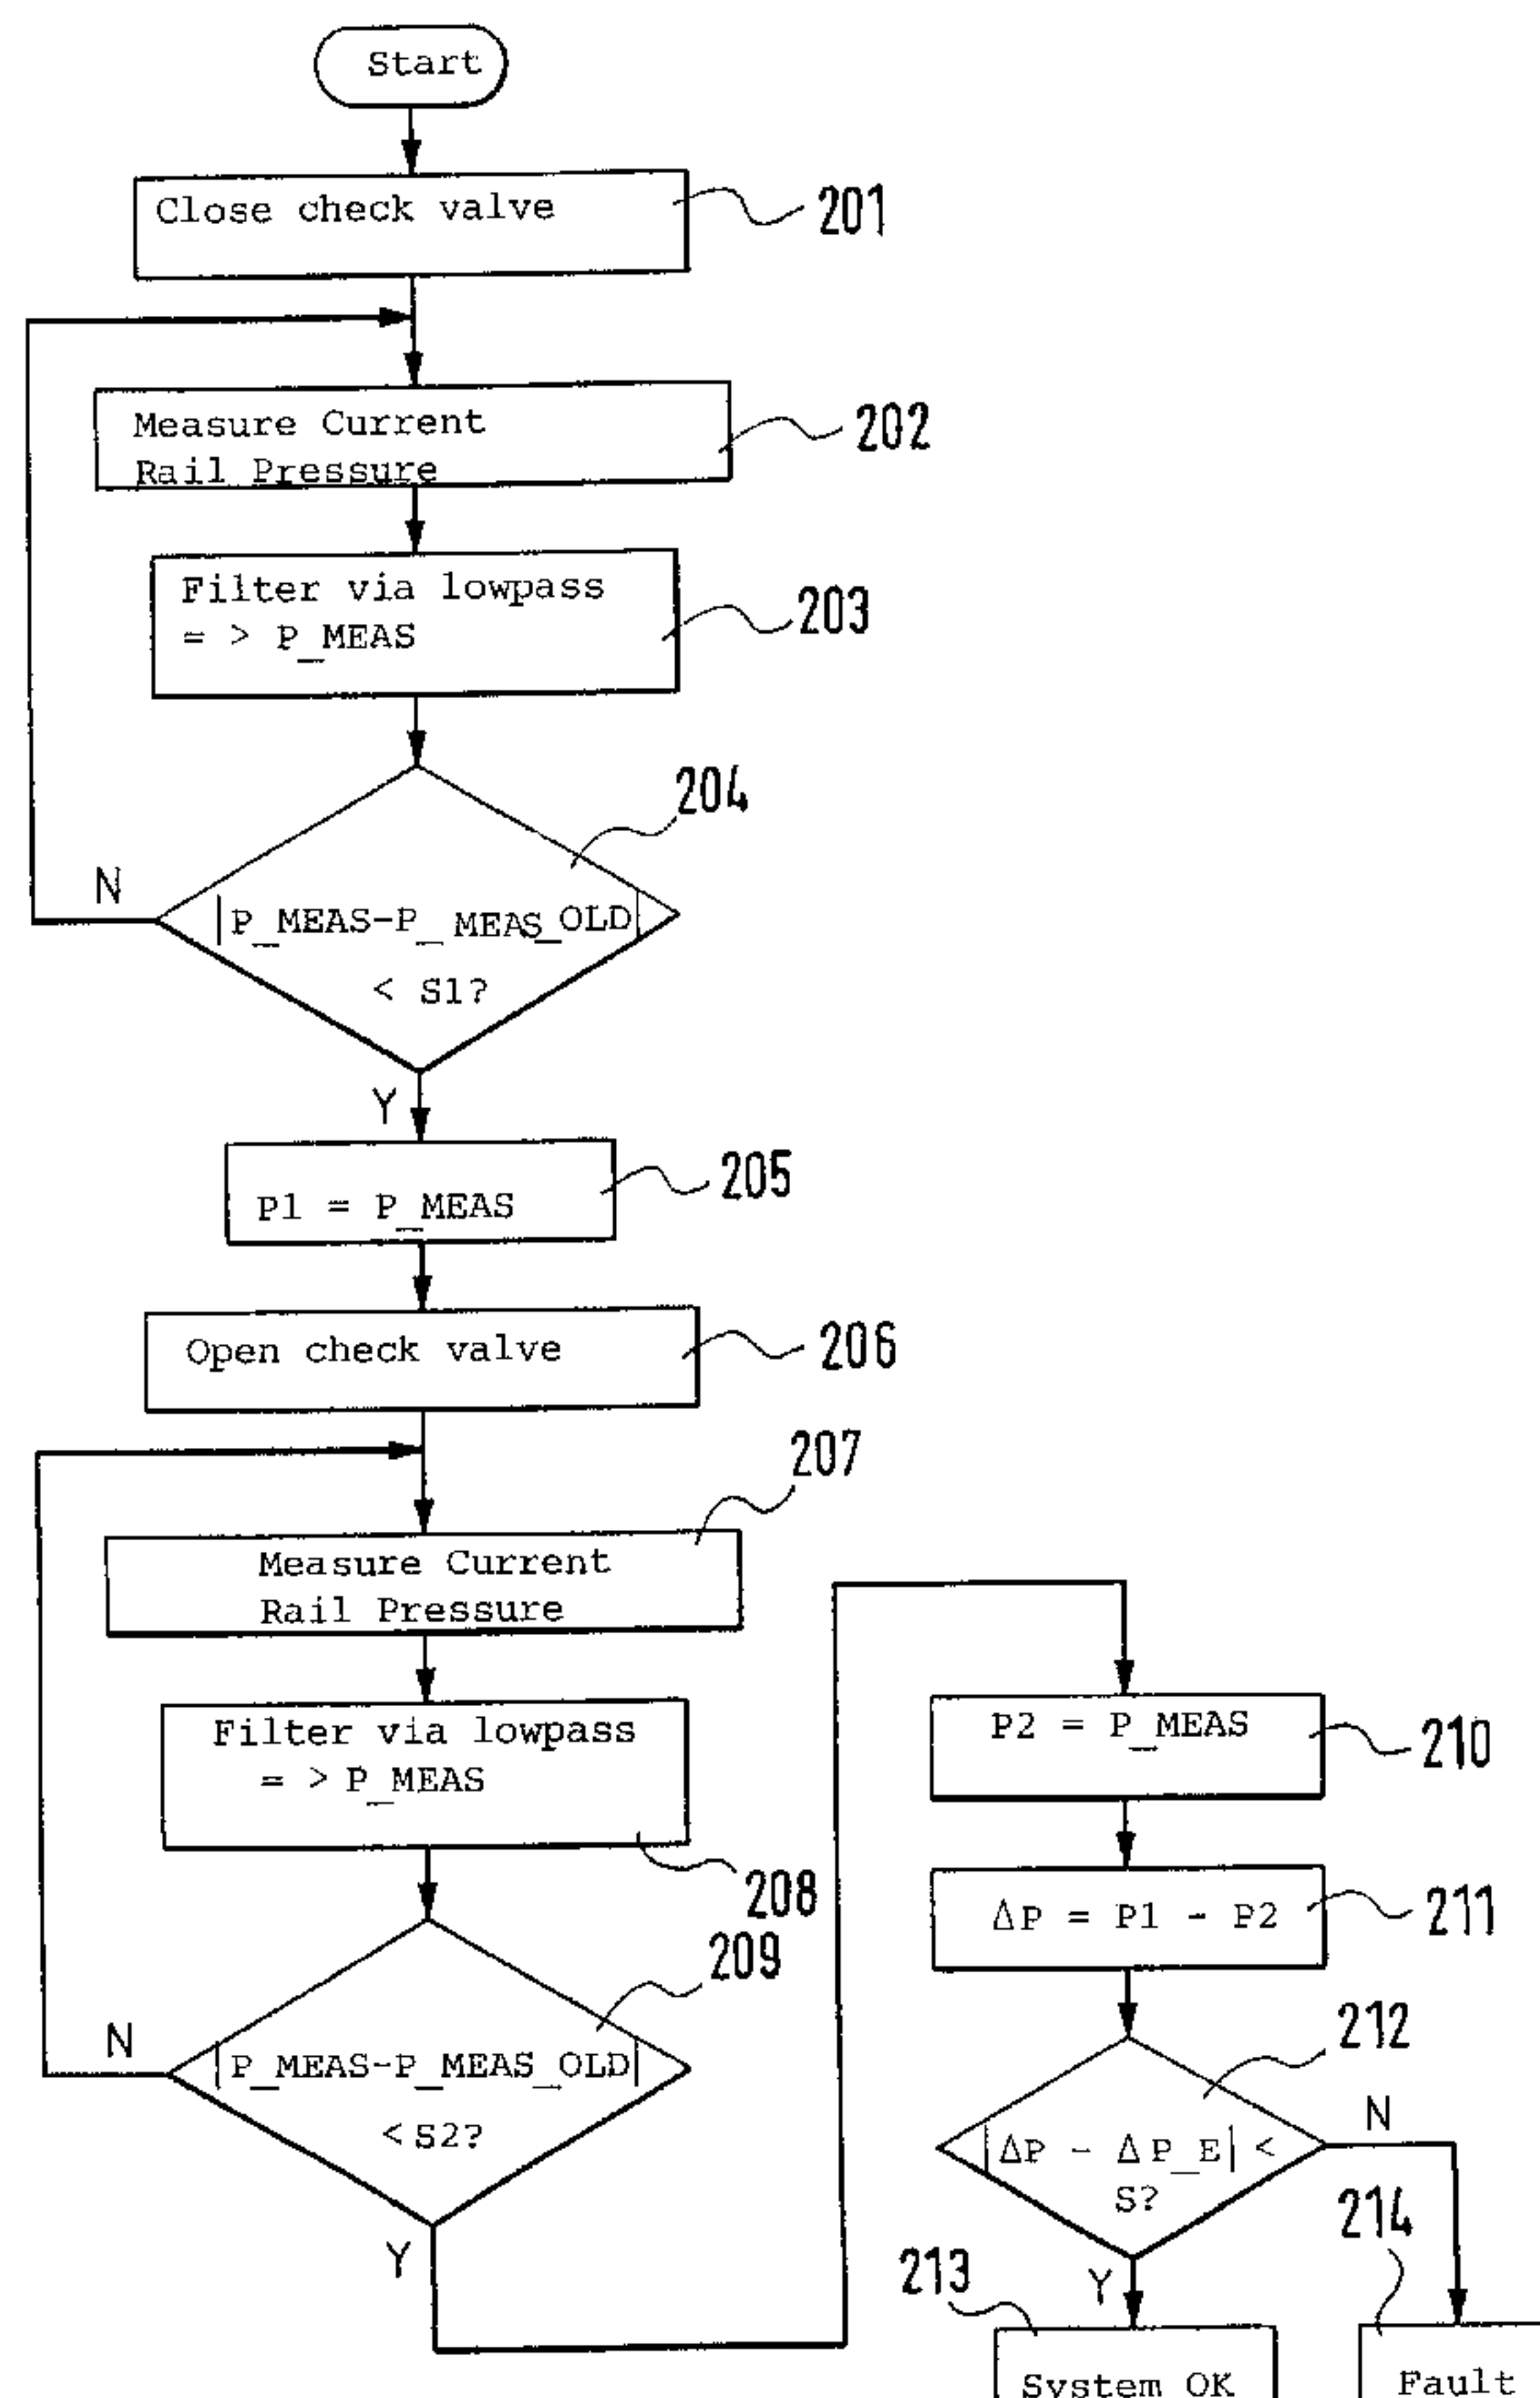 Start
Close check valve
201
Measure Current
Rail Pressure
202
Filter via lowpass
= > P_MEAS
203
204
N
|P_MEAS-P_ MEAS_OLD|
< S1?
Y
P1 = P_MEAS
205
Open check valve
206
207
Measure Current
Rail Pressure
Filter via lowpass
= > P_MEAS
208
209
N
|P_MEAS-P_MEAS_OLD|
< S2?
Y
P2 = P_MEAS
210
ΔP = P1 - P2
211
212
N
|ΔP - ΔP_E| <
S?
Y
213
System OK
214
Fault